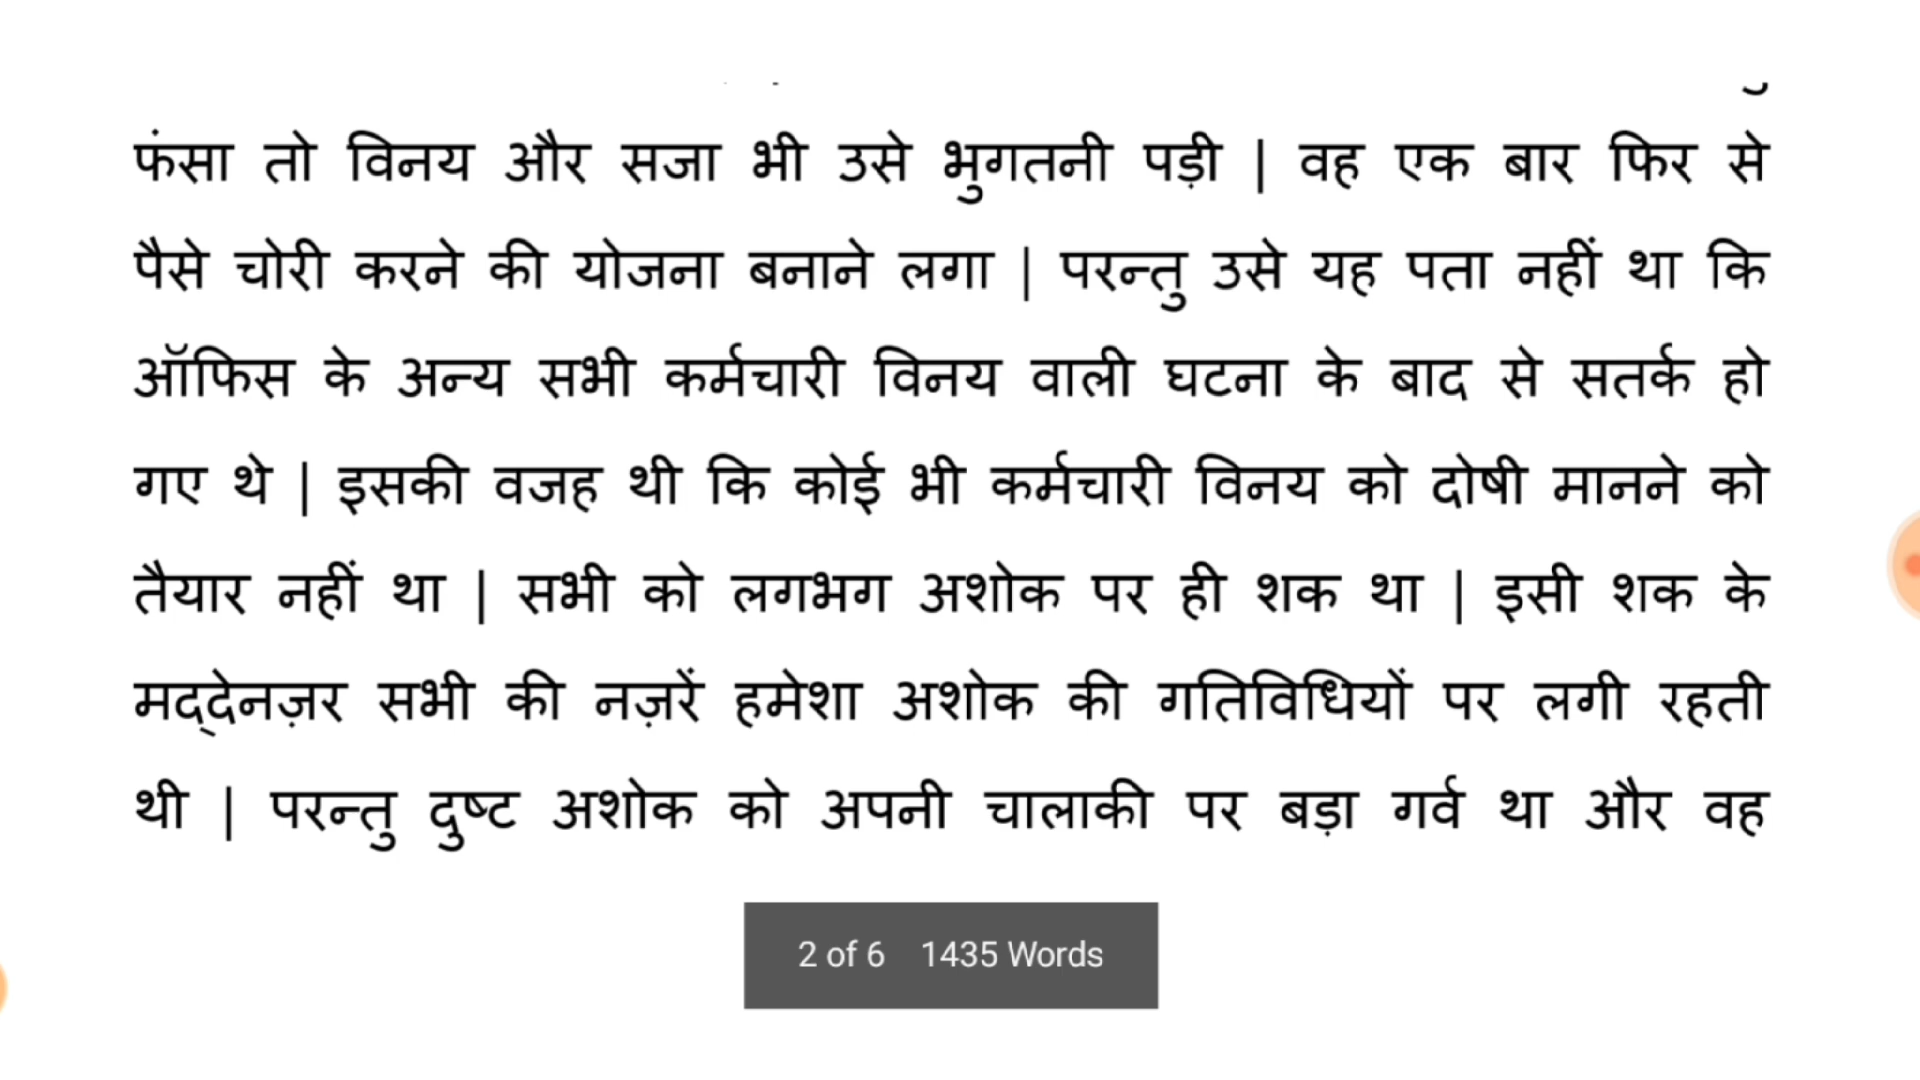 फंसा तो विनय और सजा भी उसे भुगतनी पड़ी | वह एक बार फिर से
पैसे चोरी करने की योजना बनाने लगा | परन्तु उसे यह पता नहीं था कि
ऑफिस के अन्य सभी कर्मचारी विनय वाली घटना के बाद से सतर्क हो
गए थे | इसकी वजह थी कि कोई भी कर्मचारी विनय को दोषी मानने को
तैयार नहीं था | सभी को लगभग अशोक पर ही शक था | इसी शक के
मद्देनज़र सभी की नज़रें हमेशा अशोक की गतिविधियों पर लगी रहती
थी | परन्तु दुष्ट अशोक को अपनी चालाकी पर बड़ा गर्व था और वह
2 of 6 1435 Words